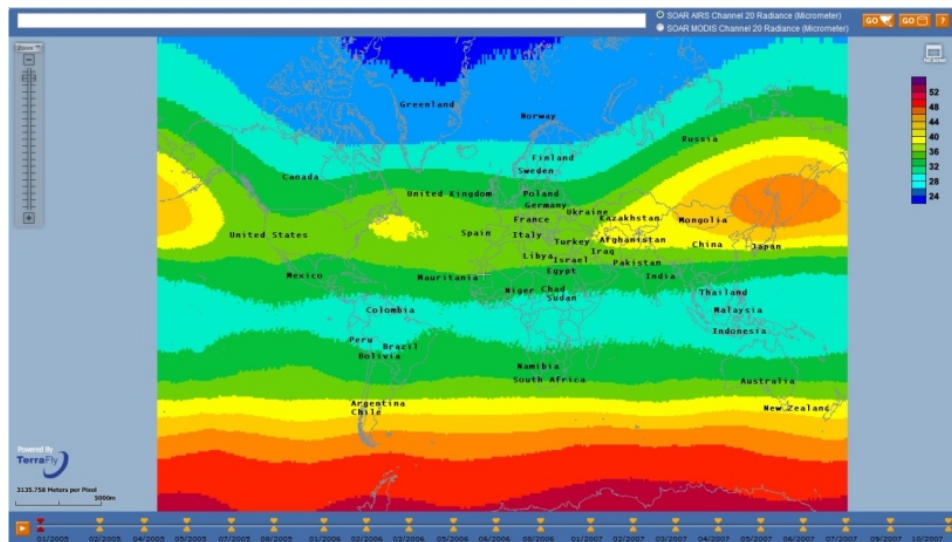 SOAR AIRS Channel 20 Radiance (Micrometer)
SOAR MODIS Channel 20 Radiance (Micrometer)
GO GO ?
Zoom
52
48
44
36
32
28
24
Greenland
Norway
Russia
Finland
Sweden
Canada
United Kingdom Poland
Germany
Ukraine
France Kazakhstan Mongolia
United States Spain Italy
Turkey Afghanistan China Japan
Libya Iraq
Israel Pakistan
Mexico Mauritania Egypt India
Niger Chad Thailand
Sudan
Colombia Malaysia
Indonesia
Peru
Brazil
Bolivia
Namibia
South Africa Australia
Argentina New Zealand
Chile
Powered By
TerraFly
3135.758 Meters per Pixel
5000m
01/2005 02/2005 04/2005 05/2005 07/2005 08/2005 01/2006 02/2006 03/2006 05/2006 06/2006 08/2006 01/2007 02/2007 03/2007 06/2007 07/2007 09/2007 10/2007